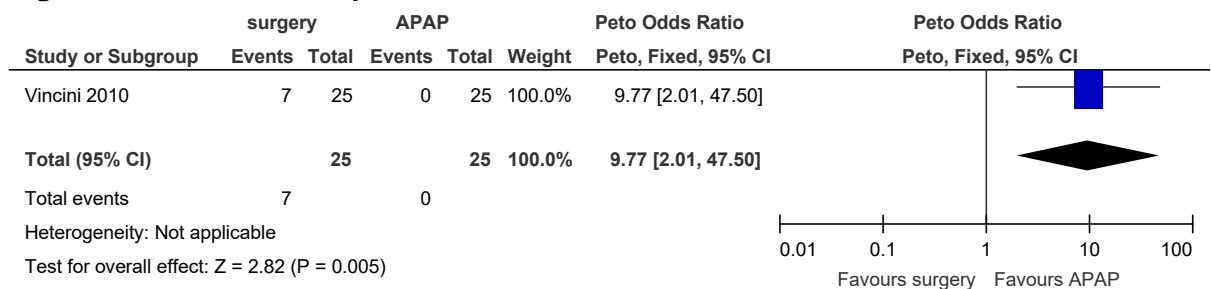 surgery APAP Peto Odds Ratio Peto Odds Ratio
Study or Subgroup Events Total Events Total Weight Peto, Fixed, 95% CI Peto, Fixed, 95% CI
Vincini 2010 7 25 0 25 100.0% 9.77 [2.01, 47.50]
Total (95% CI) 25 25 100.0% 9.77 [2.01, 47.50]
Total events 7 0
Heterogeneity: Not applicable
Test for overall effect: Z = 2.82 (P = 0.005)
0.01 0.1 1 10 100
Favours surgery Favours APAP